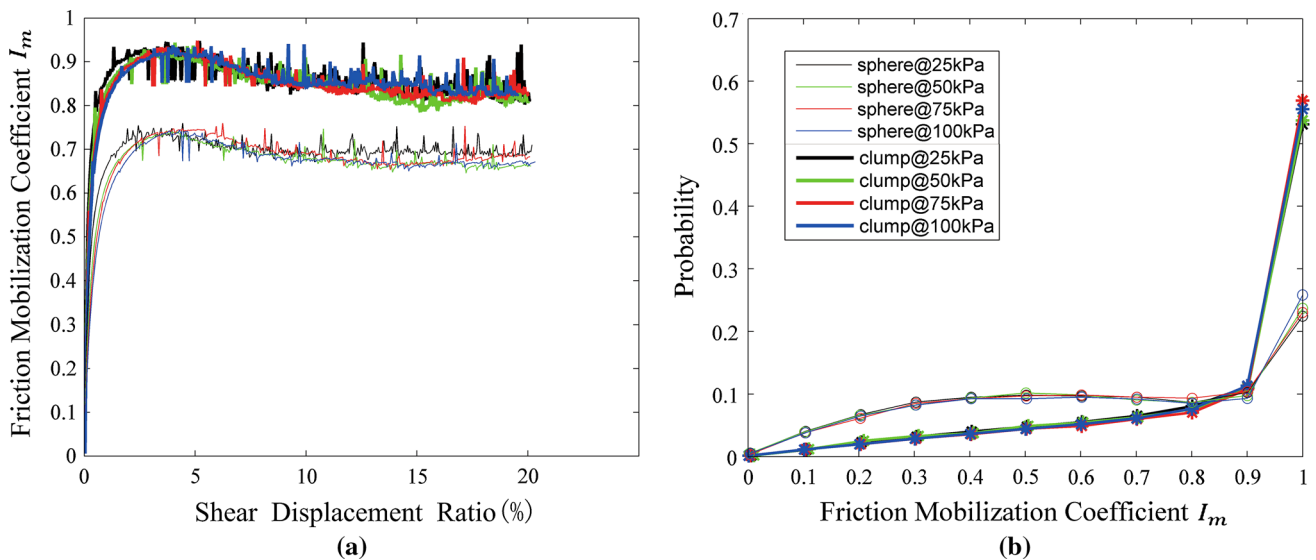 Friction Mobilization Coefficient I_m
1
0.9
0.8
0.7
0.6
0.5
0.4
0.3
0.2
0.1
0
0
5
10
15
20
Shear Displacement Ratio(%)
(a)
Probability
0.7
0.6
0.5
0.4
0.3
0.2
0.1
0
sphere@25kPa
sphere@50kPa
sphere@75kPa
sphere@100kPa
clump@25kPa
clump@50kPa
clump@75kPa
clump@100kPa
0 0.1 0.2 0.3 0.4 0.5 0.6 0.7 0.8 0.9 1
Friction Mobilization Coefficient I_m
(b)